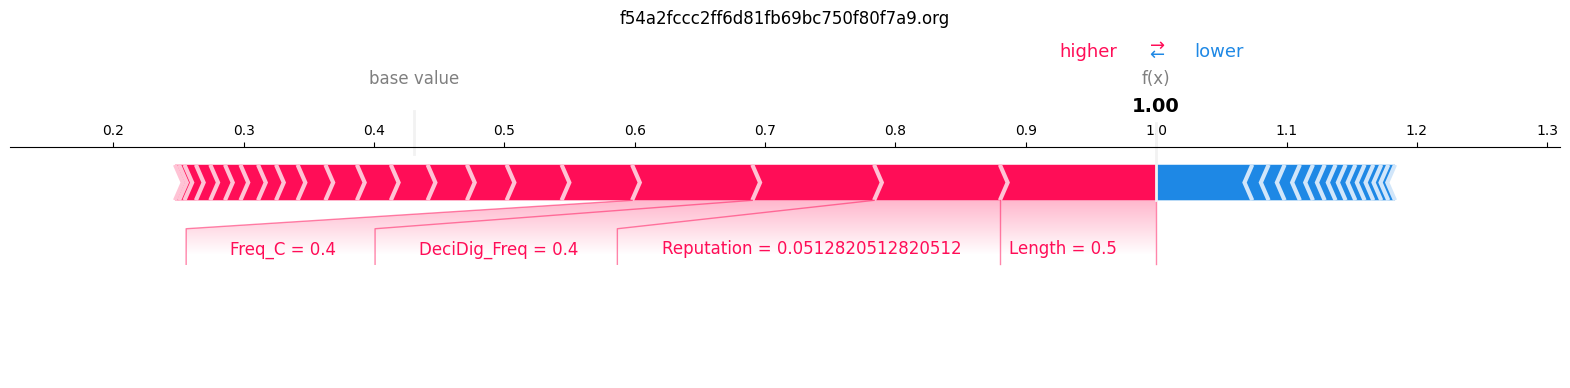 f54a2fccc2ff6d81fb69bc750f80f7a9.org
higher ⇄ lower
base value f(x)
1.00
0.2 0.3 0.4 0.5 0.6 0.7 0.8 0.9 1.0 1.1 1.2 1.3
Freq_C = 0.4 DeciDig_Freq = 0.4 Reputation = 0.0512820512820512 Length = 0.5